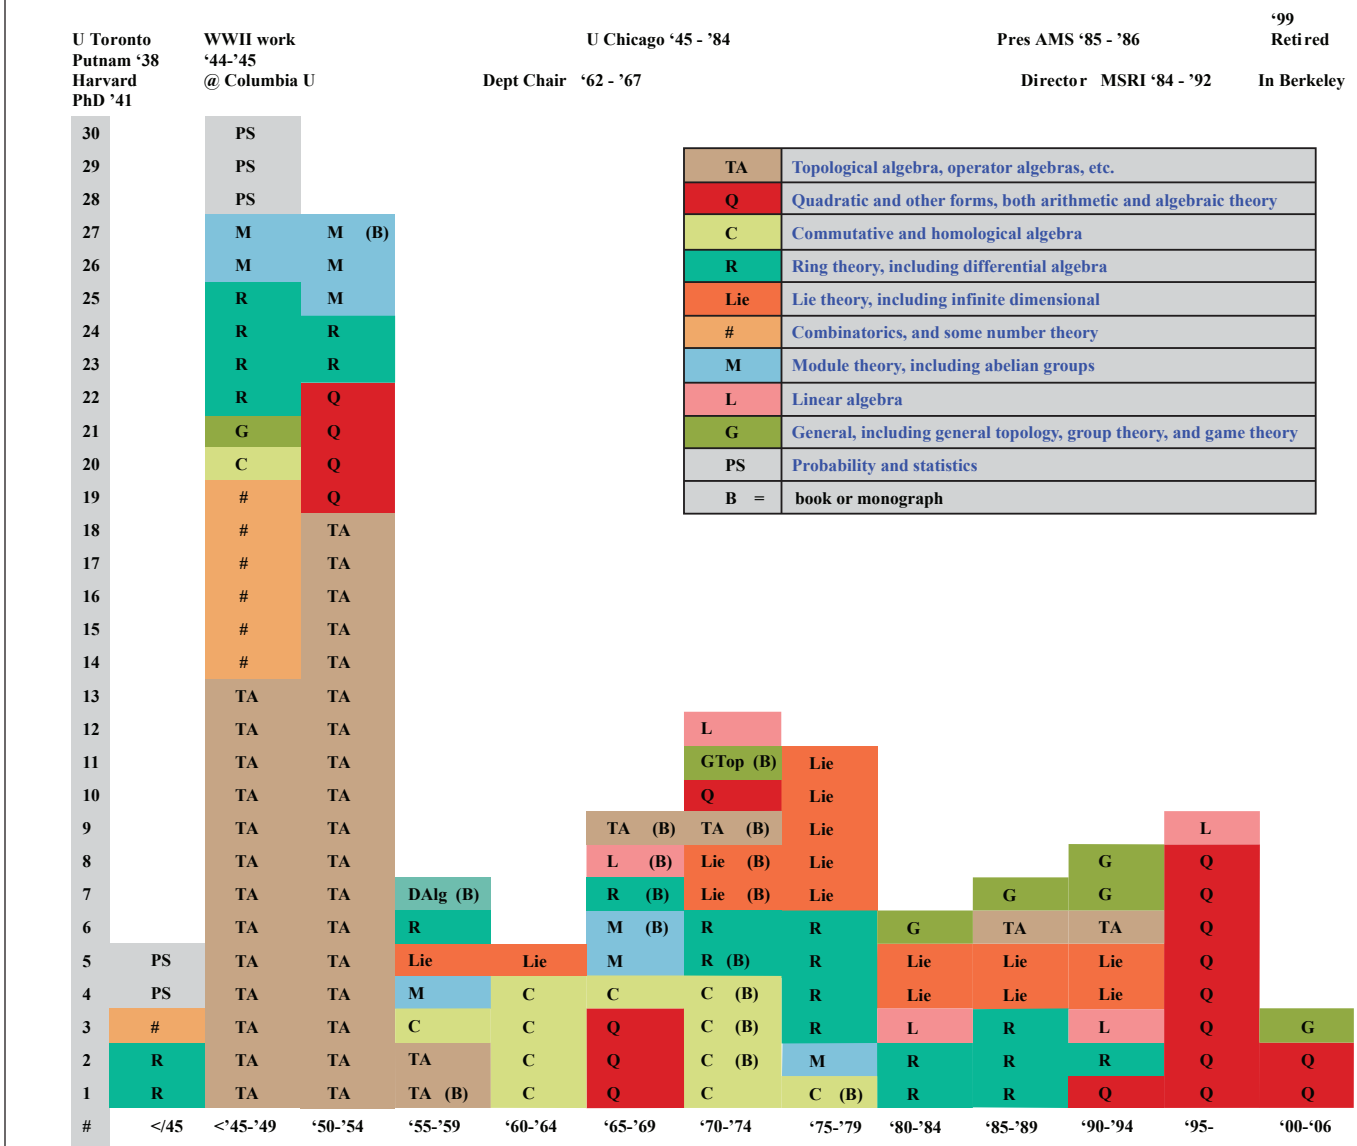 ‘99
U Toronto WWII work U Chicago ‘45 - ’84 Pres AMS ‘85 - ’86 Retired
Putnam ‘38 ‘44-’45
Harvard @ Columbia U Dept Chair ‘62 - ’67 Director MSRI ‘84 - ’92 In Berkeley
PhD ’41
30 PS
29 PS TA Topological algebra, operator algebras, etc.
28 PS Q Quadratic and other forms, both arithmetic and algebraic theory
27 M M (B) C Commutative and homological algebra
26 M M R Ring theory, including differential algebra
25 R M Lie Lie theory, including infinite dimensional
24 R R # Combinatorics, and some number theory
23 R R M Module theory, including abelian groups
22 R Q L Linear algebra
21 G Q G General, including general topology, group theory, and game theory
20 C Q PS Probability and statistics
19 # Q B = book or monograph
18 # TA
17 # TA
16 # TA
15 # TA
14 # TA
13 TA TA
12 TA TA L
11 TA TA GTop (B) Lie
10 TA TA Q Lie
9 TA TA TA (B) TA (B) Lie L
8 TA TA L (B) Lie (B) Lie G Q
7 TA TA DAlg (B) R (B) Lie (B) Lie G G Q
6 TA TA R M (B) R R G TA TA Q
5 PS TA TA Lie Lie M R (B) R Lie Lie Lie Q
4 PS TA TA M C C C (B) R Lie Lie Lie Q
3 # TA TA C C Q C (B) R L R L Q G
2 R TA TA TA C Q C (B) M R R R Q Q
1 R TA TA TA (B) C Q C C (B) R R Q Q Q
# </45 <’45-’49 ‘50-’54 ‘55-’59 ‘60-’64 ‘65-’69 ‘70-’74 ‘75-’79 ‘80-’84 ‘85-’89 ‘90-’94 ‘95- ‘00-‘06